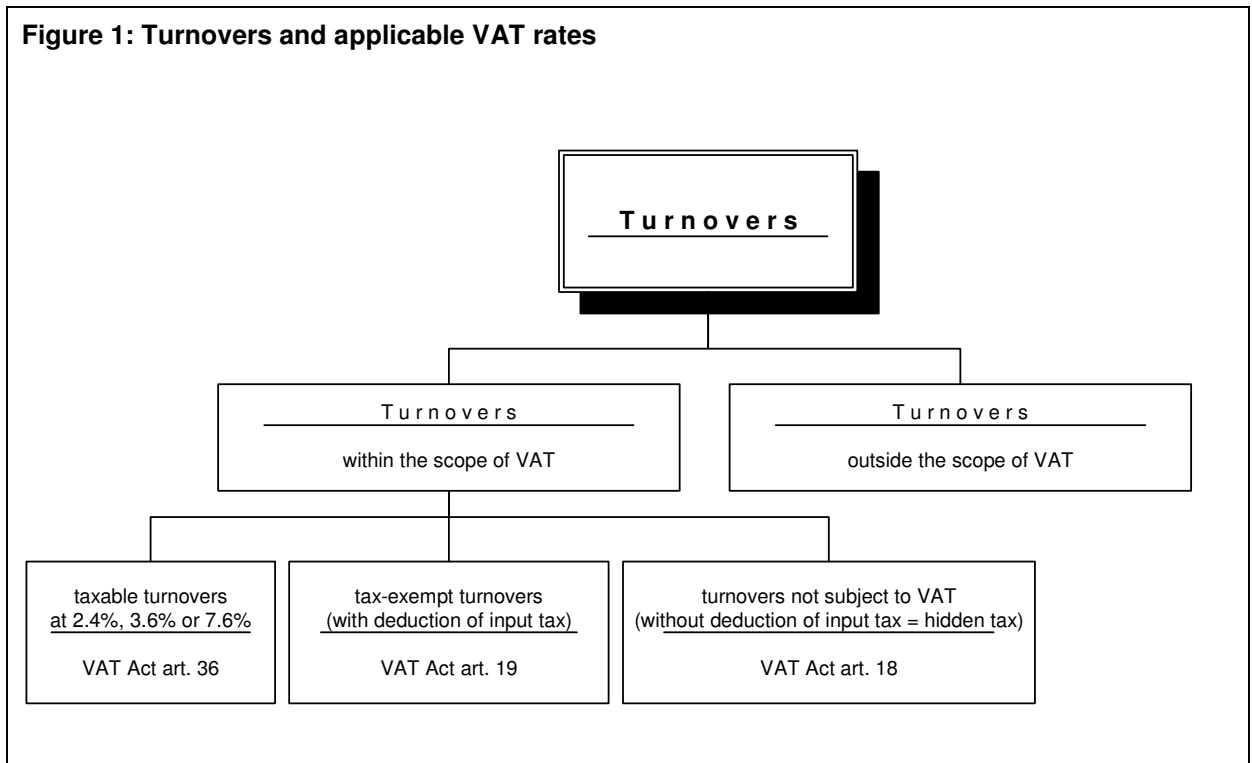 Figure 1: Turnovers and applicable VAT rates
Turnovers
Turnovers
within the scope of VAT
Turnovers
outside the scope of VAT
taxable turnovers
at 2.4%, 3.6% or 7.6%
VAT Act art. 36
tax-exempt turnovers
(with deduction of input tax)
VAT Act art. 19
turnovers not subject to VAT
(without deduction of input tax = hidden tax)
VAT Act art. 18